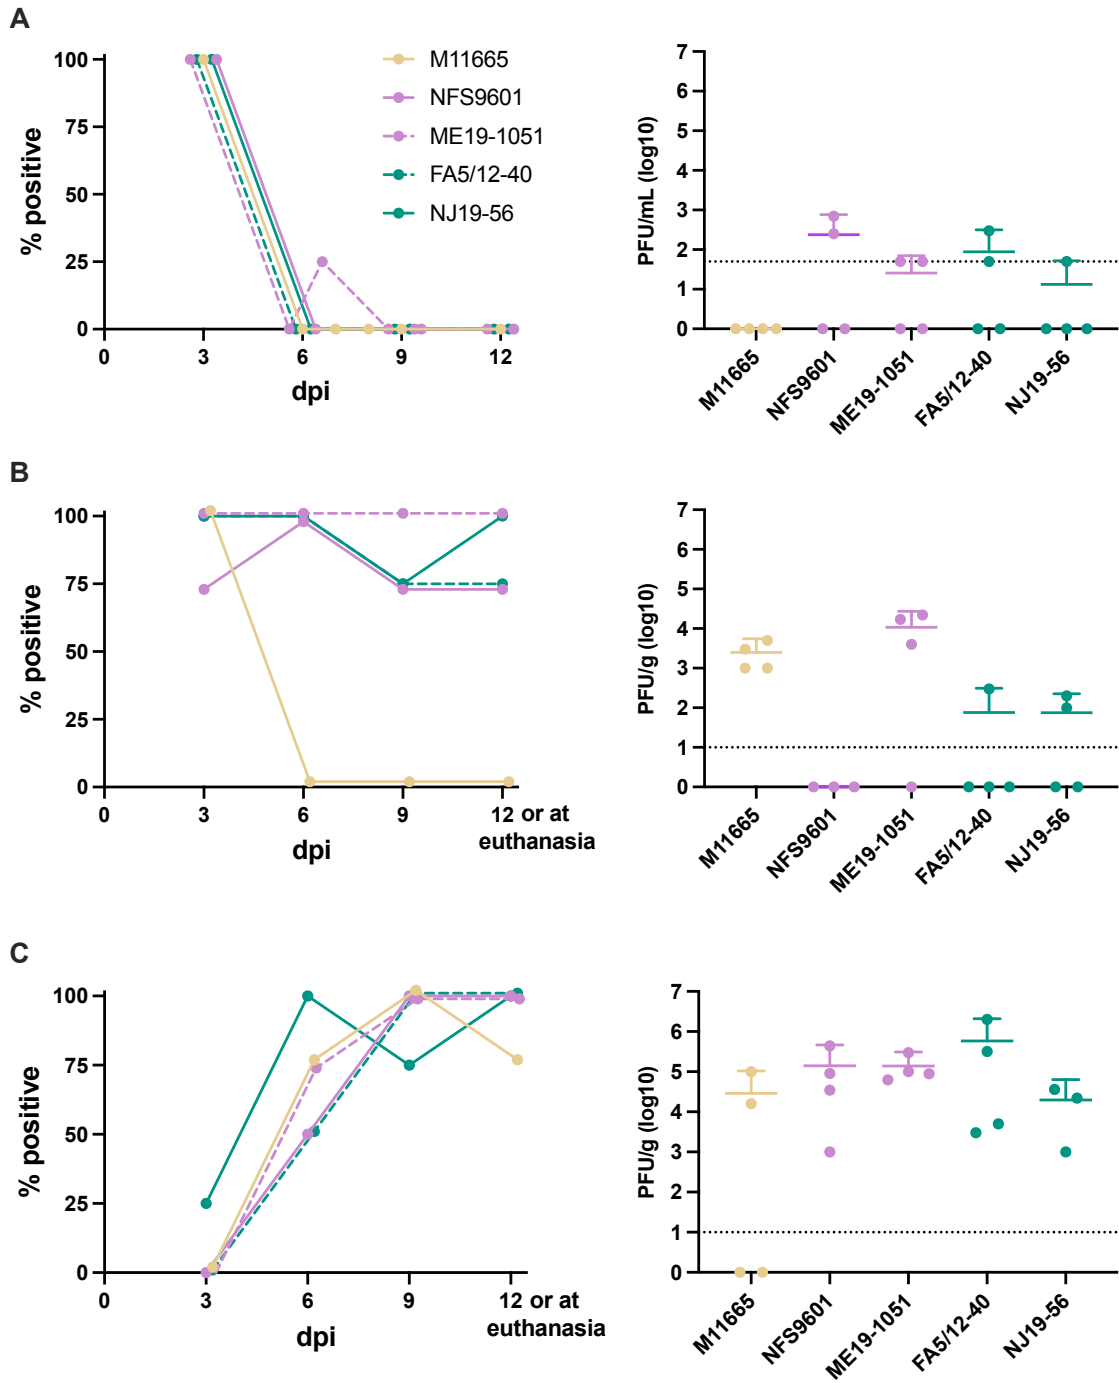 A
% positive
100
75
50
25
0
0
3
6
9
12
dpi
M11665
NFS9601
ME19-1051
FA5/12-40
NJ19-56
PFU/mL (log10)
7
6
5
4
3
2
1
0
M11665
NFS9601
ME19-1051
FA5/12-40
NJ19-56
B
% positive
100
75
50
25
0
0
3
6
9
12 or at
euthanasia
dpi
PFU/g (log10)
7
6
5
4
3
2
1
0
M11665
NFS9601
ME19-1051
FA5/12-40
NJ19-56
C
% positive
100
75
50
25
0
0
3
6
9
12 or at
euthanasia
dpi
PFU/g (log10)
7
6
5
4
3
2
1
0
M11665
NFS9601
ME19-1051
FA5/12-40
NJ19-56